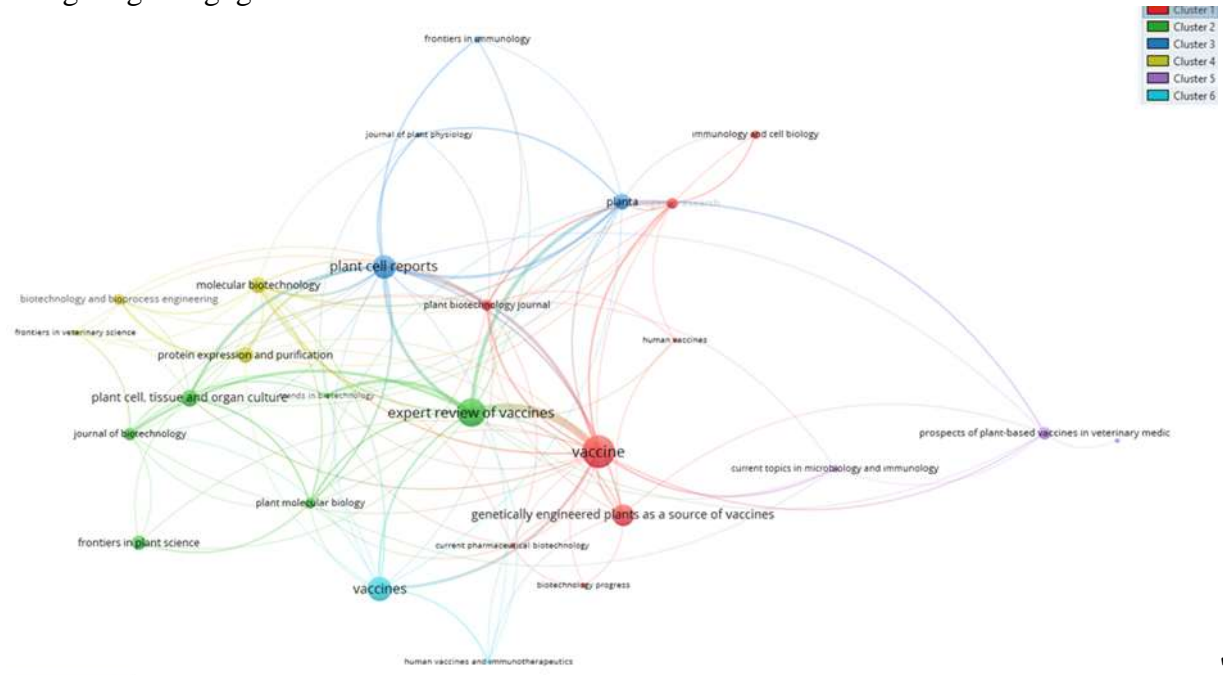 Cluster 1
Cluster 2
Cluster 3
Cluster 4
Cluster 5
Cluster 6
frontiers in immunology
journal of plant physiology
immunology and cell biology
planta
research
plant cell reports
molecular biotechnology
biotechnology and bioprocess engineering
plant biotechnology journal
frontiers in veterinary science
human vaccines
protein expression and purification
plant cell, tissue and organ culture
trends in biotechnology
expert review of vaccines
journal of biotechnology
prospects of plant-based vaccines in veterinary medic
vaccine
current topics in microbiology and immunology
plant molecular biology
genetically engineered plants as a source of vaccines
frontiers in plant science
current pharmaceutical biotechnology
vaccines
biotechnology progress
human vaccines and immunotherapeutics